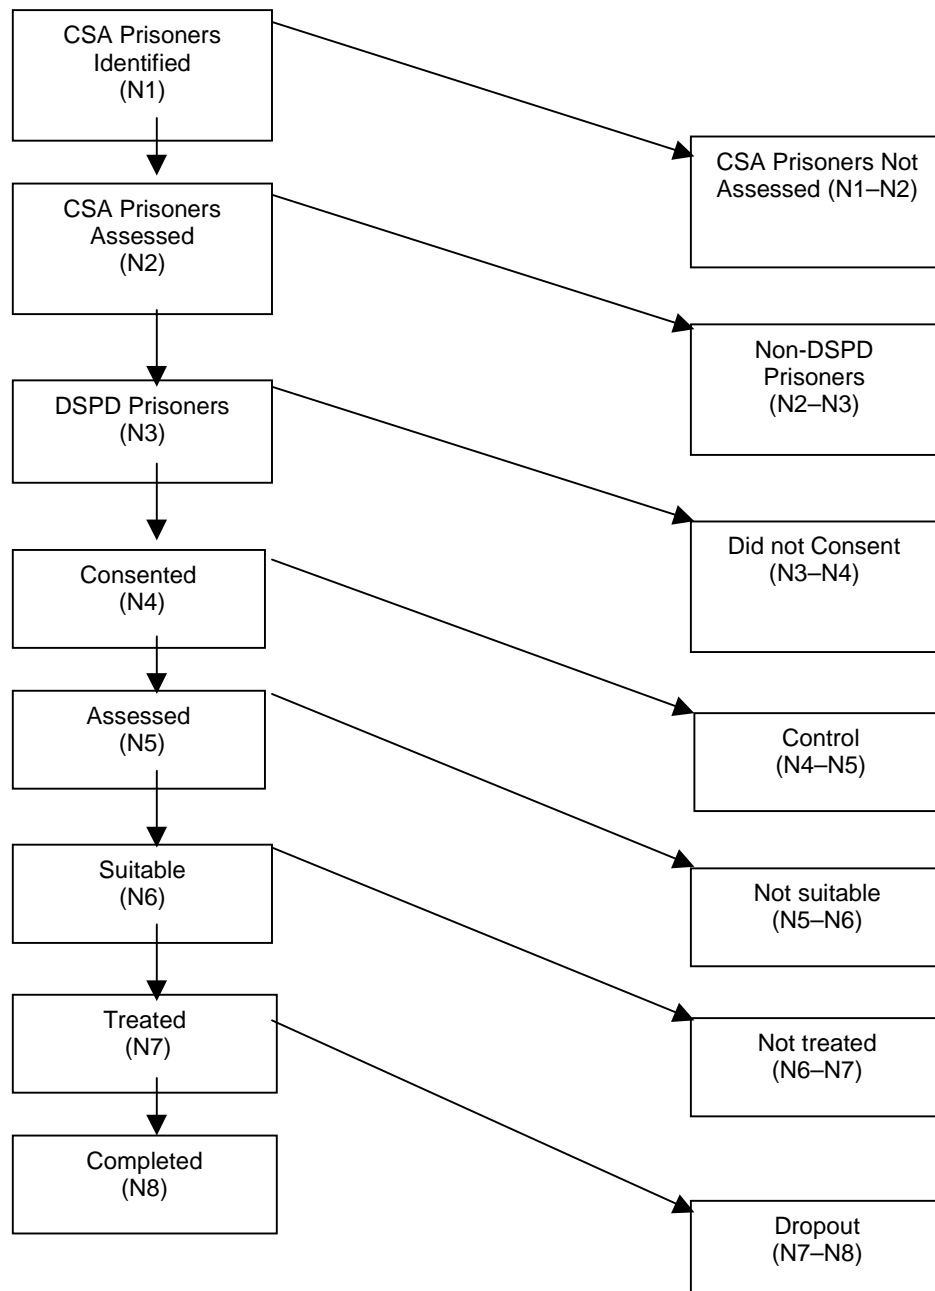 CSA Prisoners
Identified
(N1)
CSA Prisoners Not
Assessed (N1–N2)
CSA Prisoners
Assessed
(N2)
Non-DSPD
Prisoners
(N2–N3)
DSPD Prisoners
(N3)
Did not Consent
(N3–N4)
Consented
(N4)
Control
(N4–N5)
Assessed
(N5)
Not suitable
(N5–N6)
Suitable
(N6)
Not treated
(N6–N7)
Treated
(N7)
Dropout
(N7–N8)
Completed
(N8)